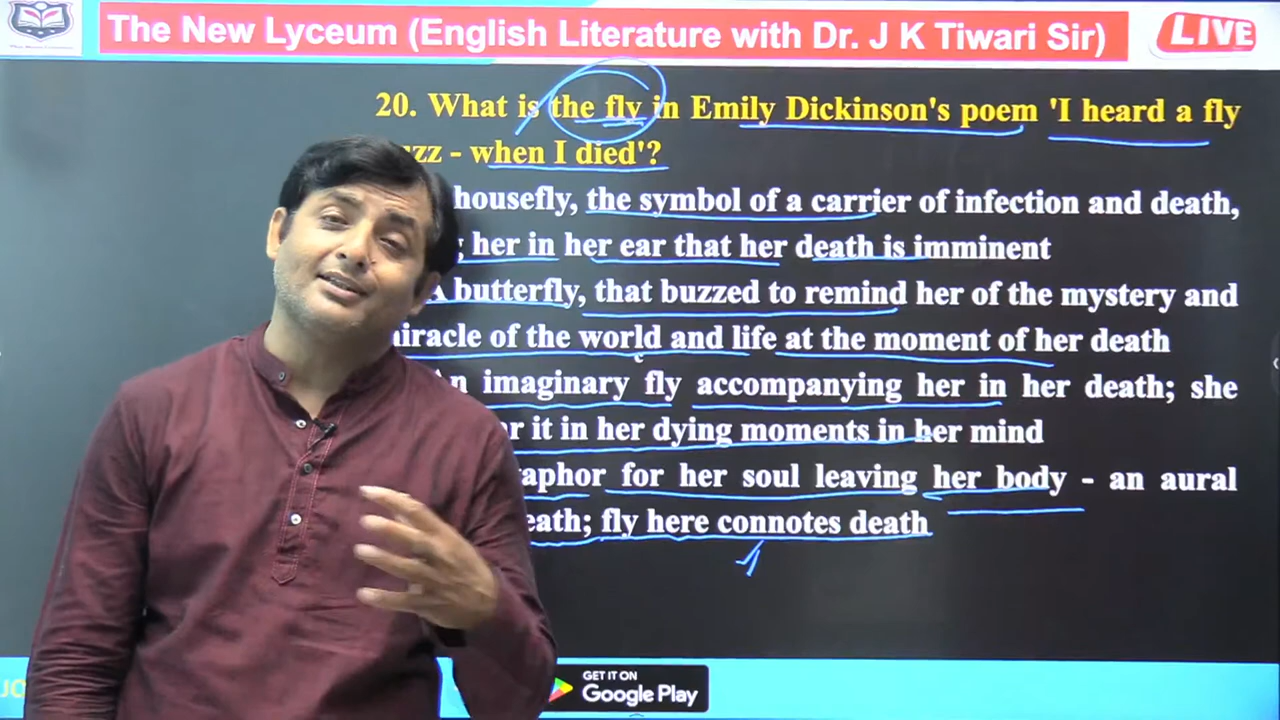 The New Lyceum (English Literature with Dr. J K Tiwari Sir)
LIVE
20. What is the fly in Emily Dickinson's poem 'I heard a fly
when I died'?
housefly, the symbol of a carrier of infection and death,
her in her ear that her death is imminent
A butterfly, that buzzed to remind her of the mystery and
of the world and life at the moment of her death
imaginary fly accompanying her in her death; she
it in her dying moments in her mind
for her soul leaving her body - an aural
fly here connotes death
GET IT ON
Google Play